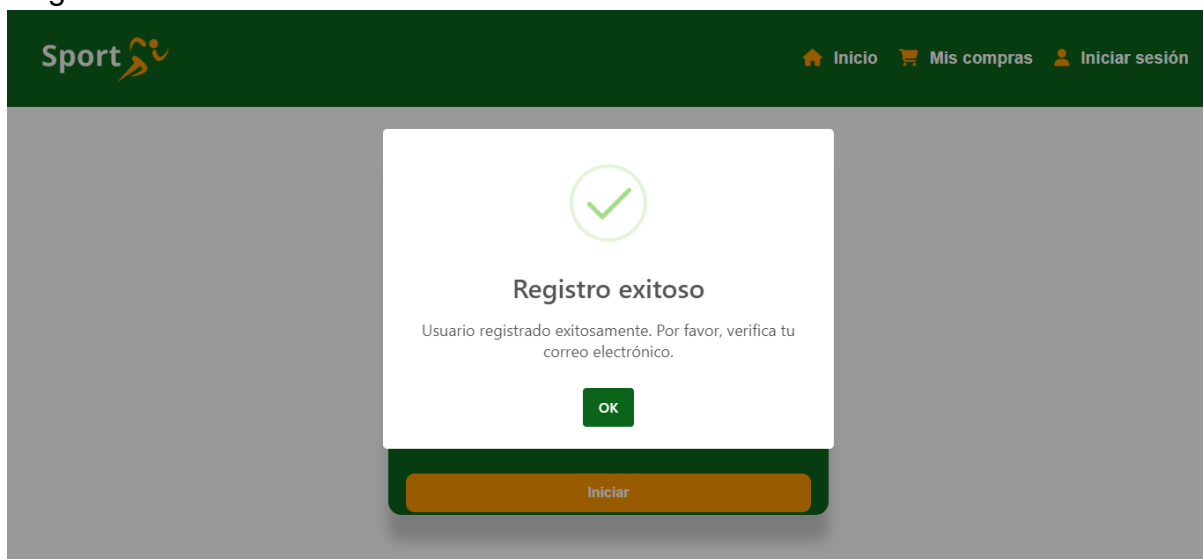 Sport
Inicio Mis compras Iniciar sesión
Registro exitoso
Usuario registrado exitosamente. Por favor, verifica tu
correo electrónico.
OK
Iniciar